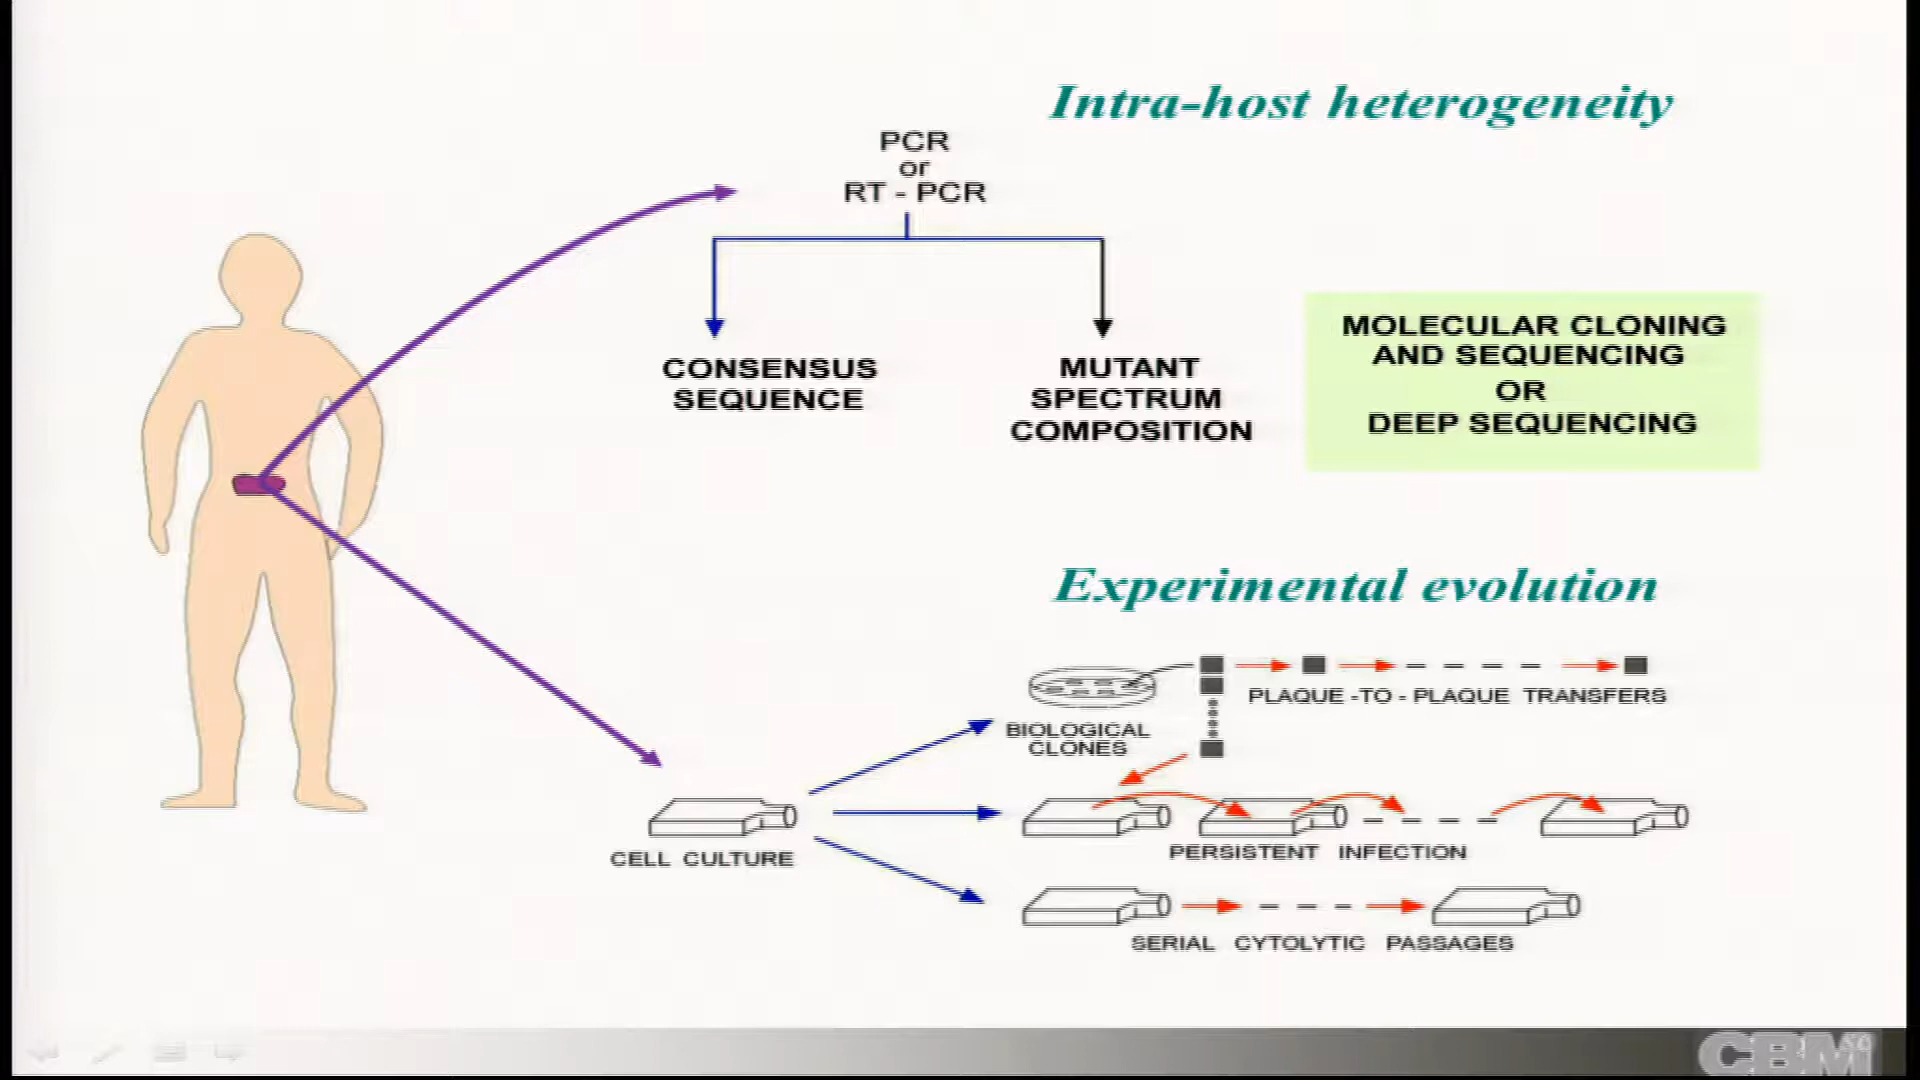 Intra-host heterogeneity
PCR
or
RT - PCR
CONSENSUS
SEQUENCE
MUTANT
SPECTRUM
COMPOSITION
MOLECULAR CLONING
AND SEQUENCING
OR
DEEP SEQUENCING
Experimental evolution
BIOLOGICAL
CLONES
PLAQUE -TO - PLAQUE TRANSFERS
CELL CULTURE
PERSISTENT INFECTION
SERIAL CYTOLYTIC PASSAGES